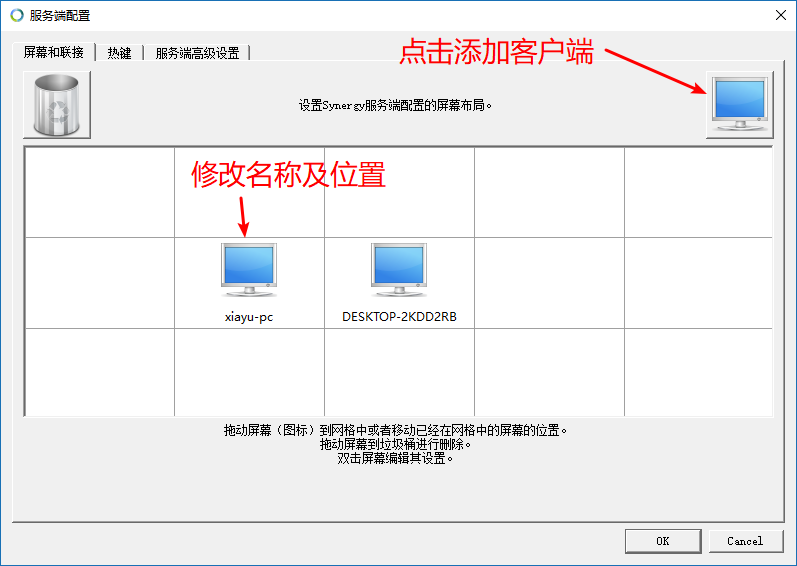 服务端配置
屏幕和联接
热键
服务端高级设置
点击添加客户端
设置Synergy服务端配置的屏幕布局。
修改名称及位置
xiayu-pc
DESKTOP-2KDD2RB
拖动屏幕（图标）到网格中或者移动已经在网格中的屏幕的位置。
拖动屏幕到垃圾桶进行删除。
双击屏幕编辑其设置。
OK
Cancel